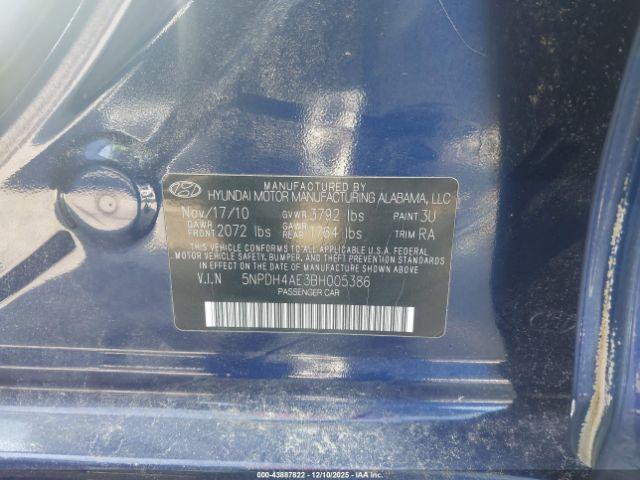 MANUFACTURED BY
HYUNDAI MOTOR MANUFACTURING ALABAMA, LLC
Nov/17/10 GVWR 3792 lbs PAINT 3U
GAWR FRONT 2072 lbs GAWR REAR 1764 lbs TRIM RA
THIS VEHICLE CONFORMS TO ALL APPLICABLE U.S.A. FEDERAL
MOTOR VEHICLE SAFETY, BUMPER, AND THEFT PREVENTION
STANDARDS IN EFFECT ON THE DATE OF MANUFACTURE SHOWN ABOVE.
V.I.N 5NPDH4AE3BH005386
PASSENGER CAR
000-43887822 - 12/10/2025 - IAAI.COM